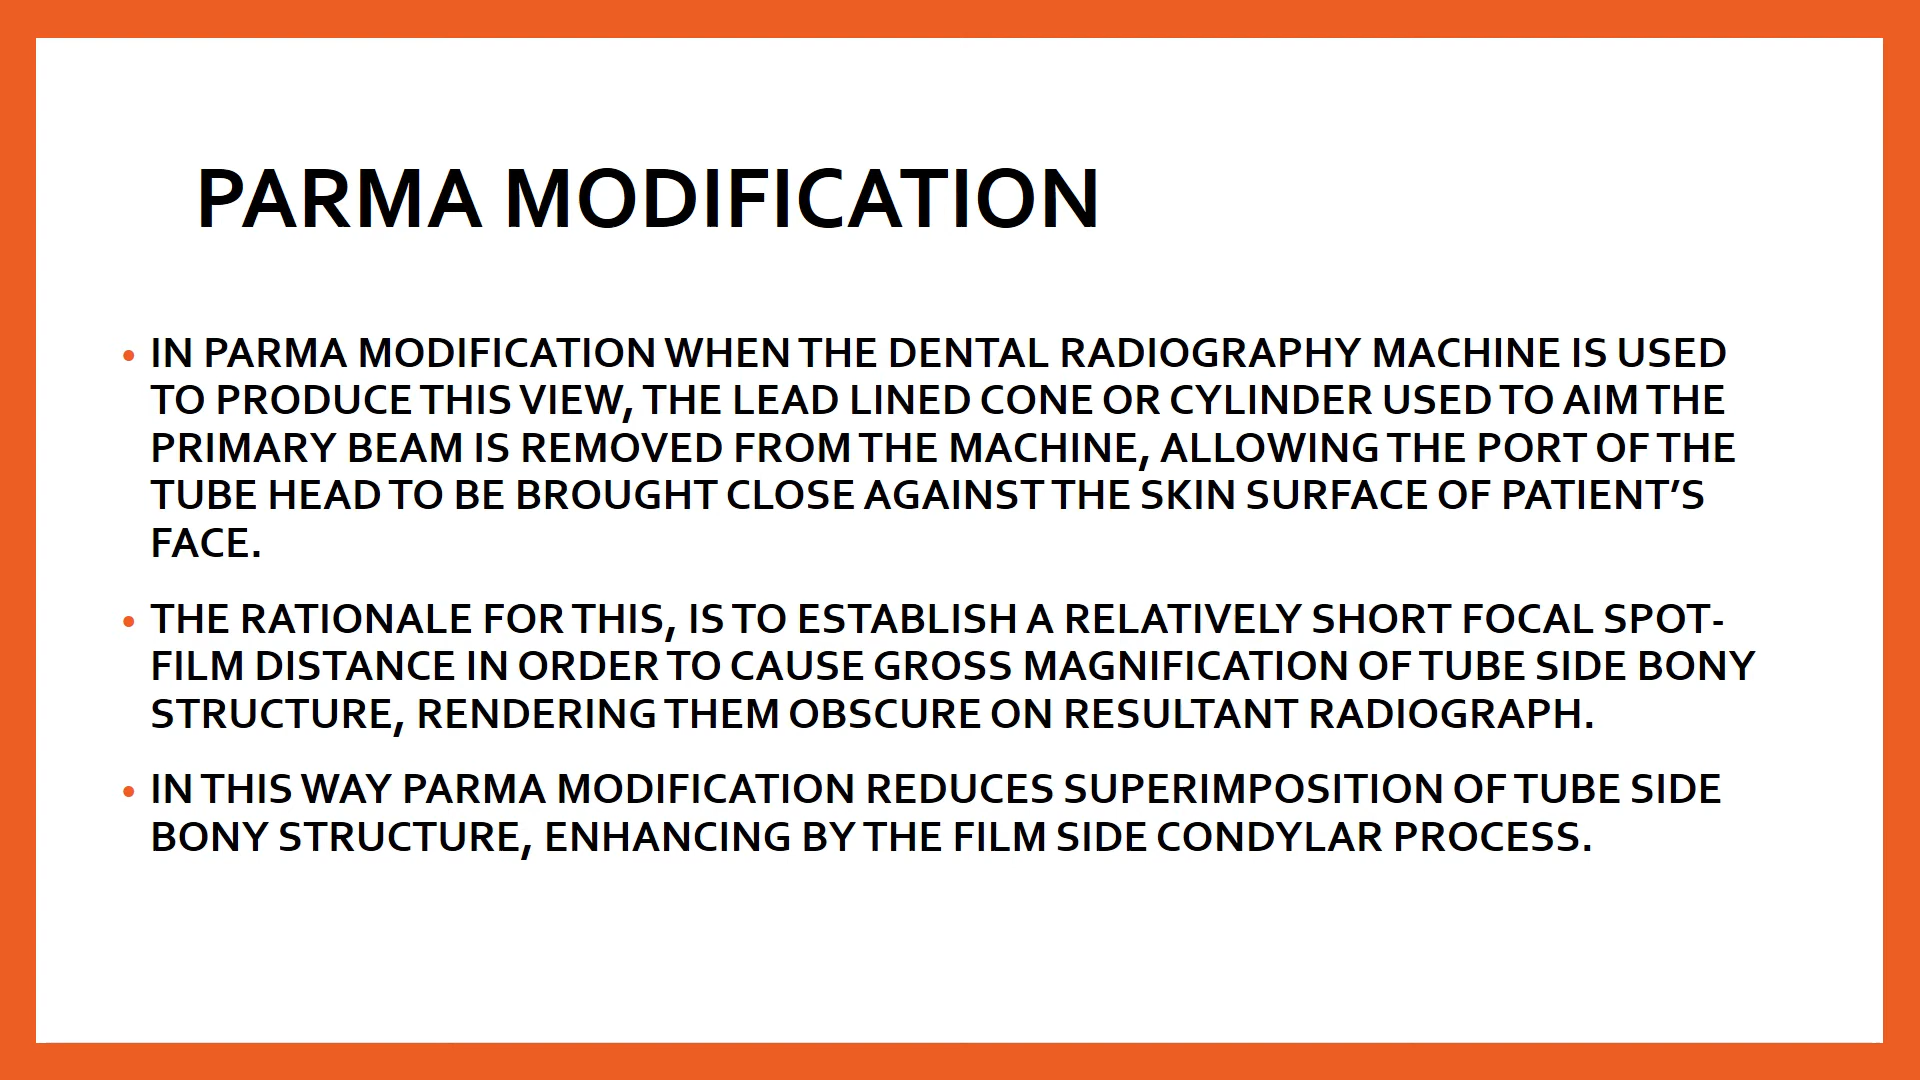 PARMA MODIFICATION
• IN PARMA MODIFICATION WHEN THE DENTAL RADIOGRAPHY MACHINE IS USED
TO PRODUCE THIS VIEW, THE LEAD LINED CONE OR CYLINDER USED TO AIM THE
PRIMARY BEAM IS REMOVED FROM THE MACHINE, ALLOWING THE PORT OF THE
TUBE HEAD TO BE BROUGHT CLOSE AGAINST THE SKIN SURFACE OF PATIENT'S
FACE.
• THE RATIONALE FOR THIS, IS TO ESTABLISH A RELATIVELY SHORT FOCAL SPOT-
FILM DISTANCE IN ORDER TO CAUSE GROSS MAGNIFICATION OF TUBE SIDE BONY
STRUCTURE, RENDERING THEM OBSCURE ON RESULTANT RADIOGRAPH.
• IN THIS WAY PARMA MODIFICATION REDUCES SUPERIMPOSITION OF TUBE SIDE
BONY STRUCTURE, ENHANCING BY THE FILM SIDE CONDYLAR PROCESS.